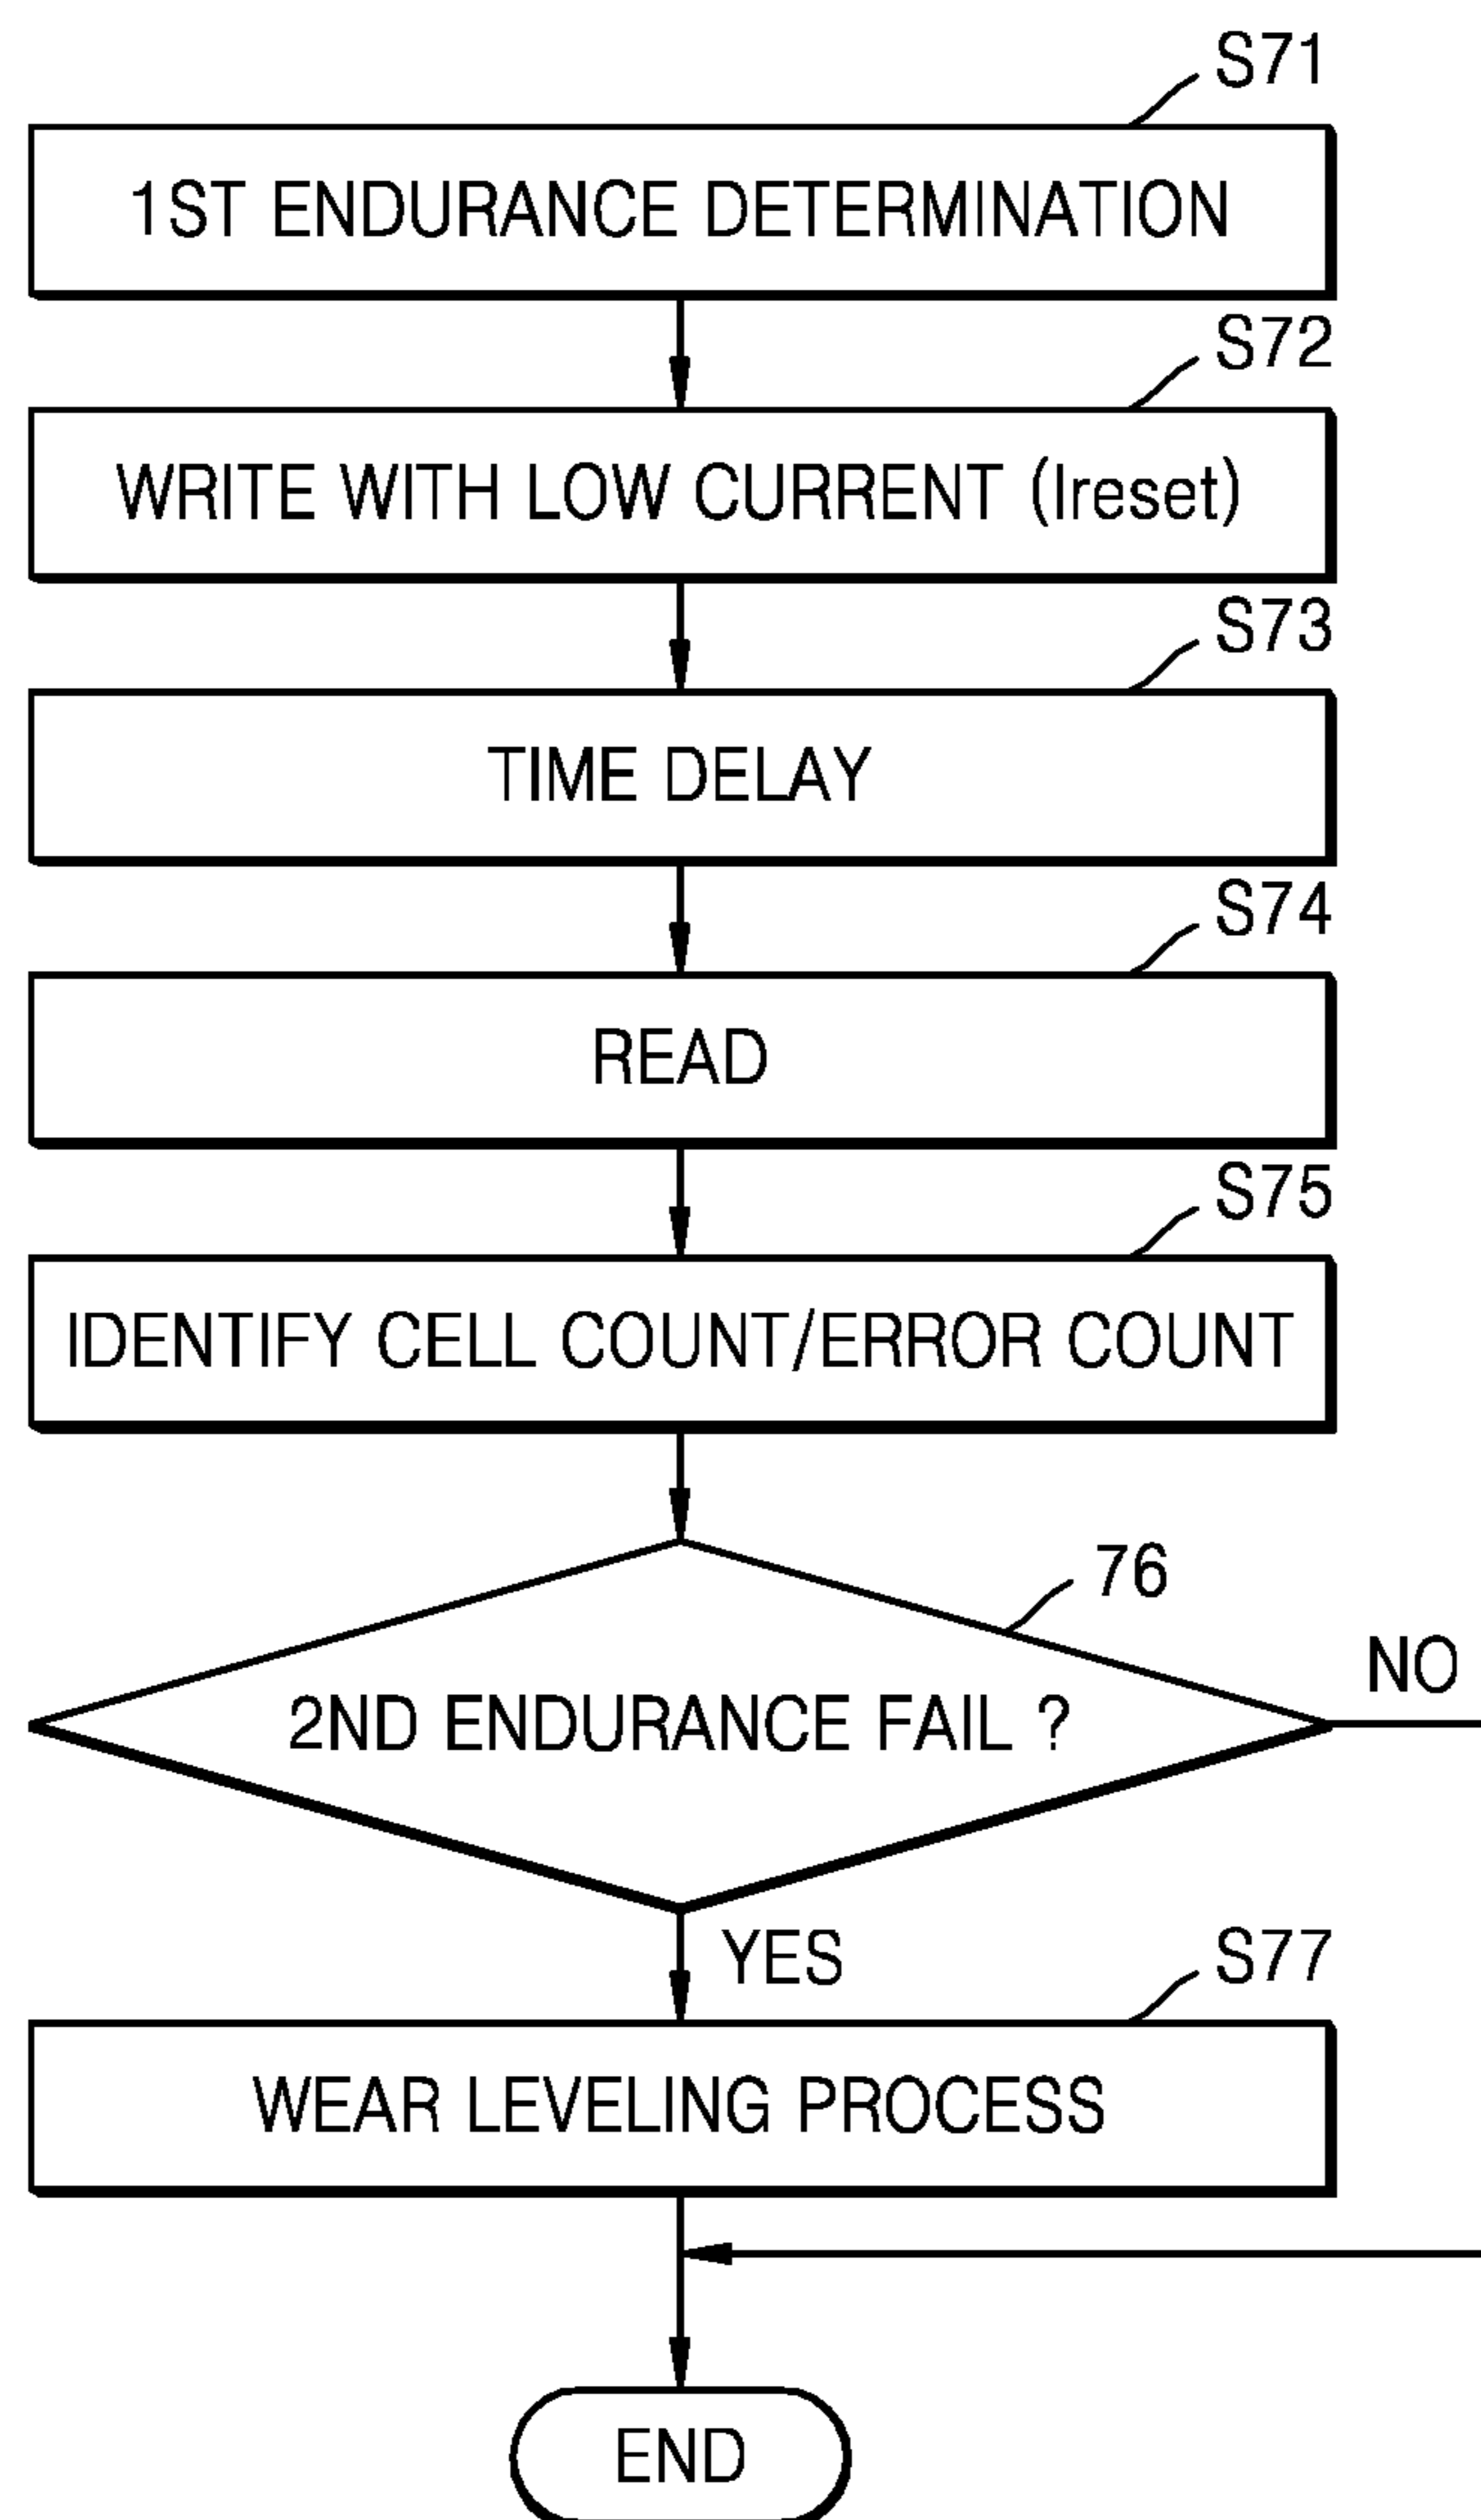 S71
1ST ENDURANCE DETERMINATION
S72
WRITE WITH LOW CURRENT (Ireset)
S73
TIME DELAY
S74
READ
S75
IDENTIFY CELL COUNT/ERROR COUNT
76
2ND ENDURANCE FAIL ?
NO
YES
S77
WEAR LEVELING PROCESS
END